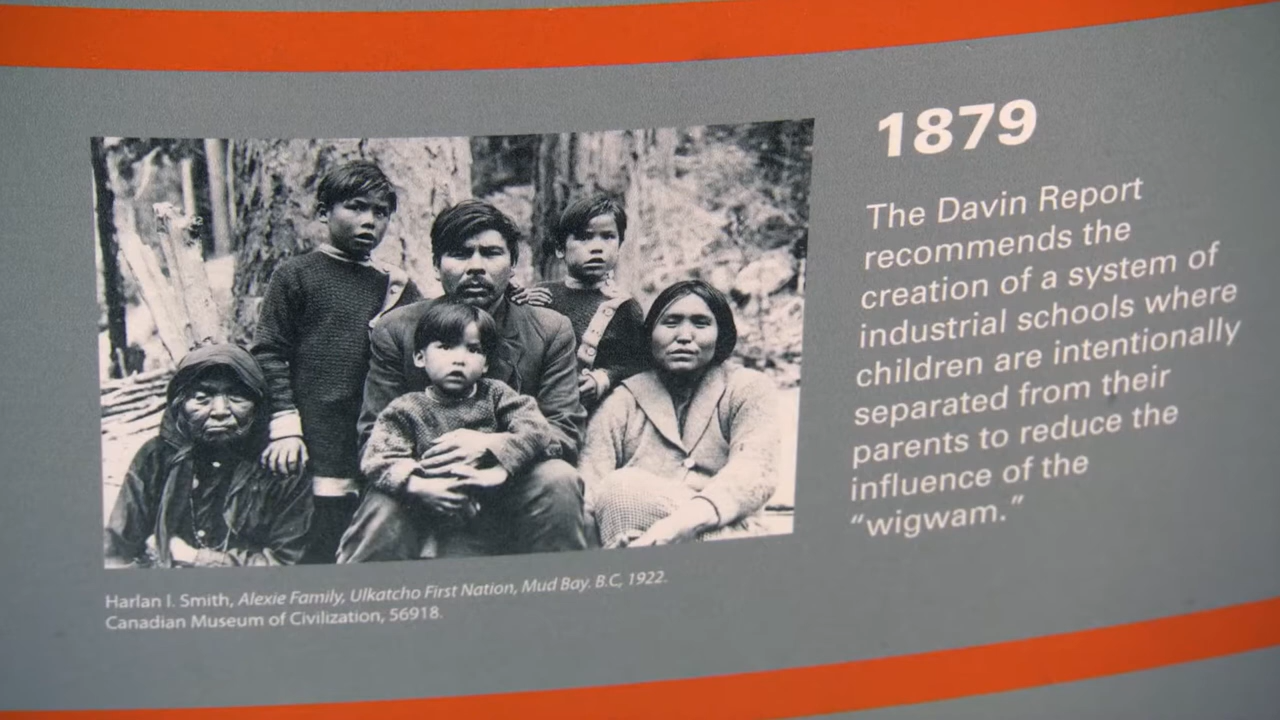 1879
The Davin Report
recommends the
creation of a system of
industrial schools where
children are intentionally
separated from their
parents to reduce the
influence of the
“wigwam.”
Harlan I. Smith, Alexie Family, Ulkatcho First Nation, Mud Bay. B.C, 1922.
Canadian Museum of Civilization, 56918.